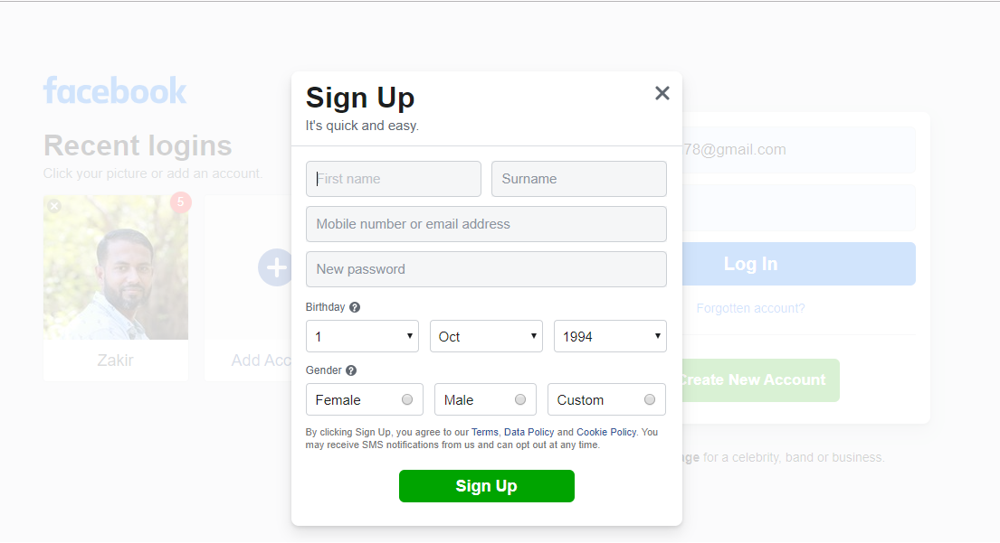 facebook
Recent logins
Click your picture or add an account.
5
Zakir
Add Acc
Sign Up
It's quick and easy.
First name
Surname
Mobile number or email address
New password
Birthday ?
1
Oct
1994
Gender ?
Female
Male
Custom
By clicking Sign Up, you agree to our Terms, Data Policy and Cookie Policy. You
may receive SMS notifications from us and can opt out at any time.
Sign Up
78@gmail.com
Log In
Forgotten account?
Create New Account
for a celebrity, band or business.